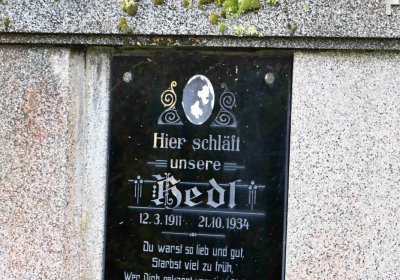 Hier schläft
unsere
Hedl
12.3.1911 - 21.10.1934
Du warst so lieb und gut,
Starbst viel zu früh,
Wer Dich gekannt